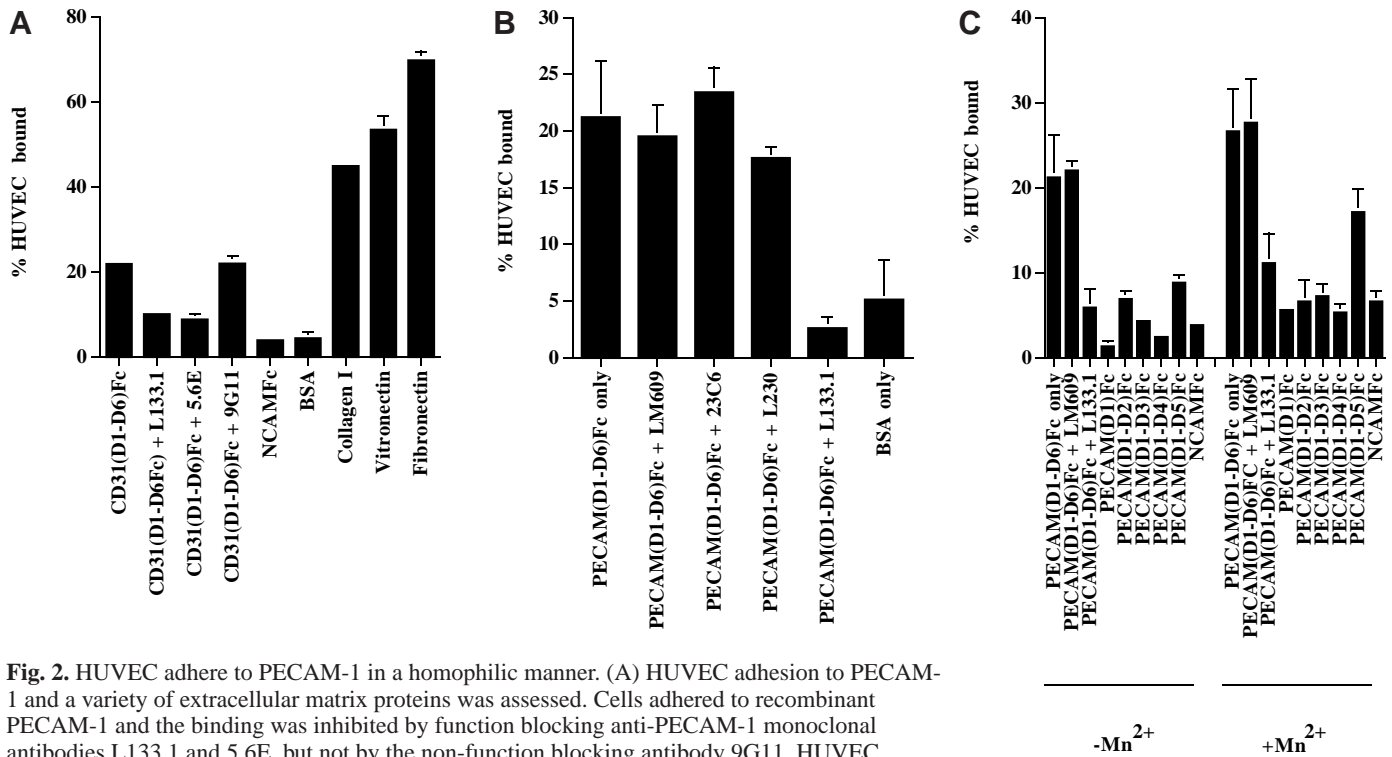 A
80
60
40
20
0
% HUVEC bound
CD31(D1-D6)Fc
CD31(D1-D6Fc) + L133.1
CD31(D1-D6)Fc + 5.6E
CD31(D1-D6)Fc + 9G11
NCAMFc
BSA
Collagen I
Vitronectin
Fibronectin
B
30
25
20
15
10
5
0
% HUVEC bound
PECAM(D1-D6)Fc only
PECAM(D1-D6)Fc + LM609
PECAM(D1-D6)Fc + 23C6
PECAM(D1-D6)Fc + L230
PECAM(D1-D6)Fc + L133.1
BSA only
C
40
30
20
10
0
% HUVEC bound
PECAM(D1-D6)Fc only
PECAM(D1-D6)Fc + LM609
PECAM(D1-D6)Fc + L133.1
PECAM(D1)Fc
PECAM(D1-D2)Fc
PECAM(D1-D3)Fc
PECAM(D1-D4)Fc
PECAM(D1-D5)Fc
NCAMFc
PECAM(D1-D6)Fc only
PECAM(D1-D6)FC + LM609
PECAM(D1-D6)Fc + L133.1
PECAM(D1)Fc
PECAM(D1-D2)Fc
PECAM(D1-D3)Fc
PECAM(D1-D4)Fc
PECAM(D1-D5)Fc
NCAMFc
-Mn2+
+Mn2+
Fig. 2. HUVEC adhere to PECAM-1 in a homophilic manner. (A) HUVEC adhesion to PECAM-
1 and a variety of extracellular matrix proteins was assessed. Cells adhered to recombinant
PECAM-1 and the binding was inhibited by function blocking anti-PECAM-1 monoclonal
antibodies L133.1 and 5.6E, but not by the non-function blocking antibody 9G11. HUVEC